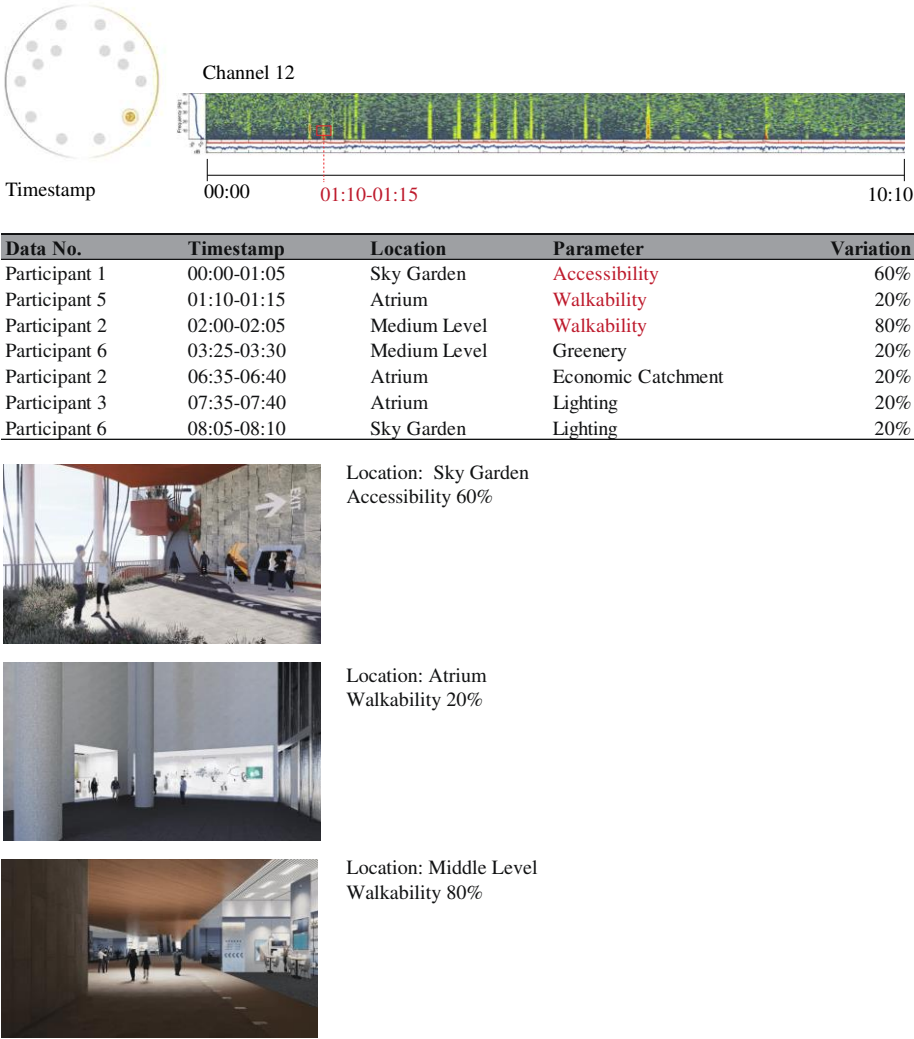 Channel 12
Frequency (Hz)
Timestamp
00:00
01:10-01:15
10:10
Data No. Timestamp Location Parameter Variation
Participant 1 00:00-01:05 Sky Garden Accessibility 60%
Participant 5 01:10-01:15 Atrium Walkability 20%
Participant 2 02:00-02:05 Medium Level Walkability 80%
Participant 6 03:25-03:30 Medium Level Greenery 20%
Participant 2 06:35-06:40 Atrium Economic Catchment 20%
Participant 3 07:35-07:40 Atrium Lighting 20%
Participant 6 08:05-08:10 Sky Garden Lighting 20%
EXIT
Location: Sky Garden
Accessibility 60%
Location: Atrium
Walkability 20%
Location: Middle Level
Walkability 80%